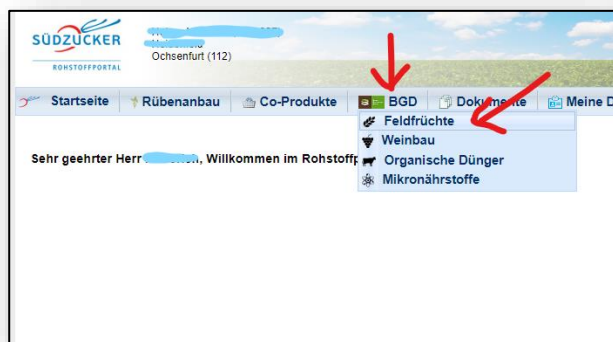 SÜDZUCKER
ROHSTOFFPORTAL
Ochsenfurt (112)
Startseite Rübenanbau Co-Produkte BGD Dokumente Meine D
Feldfrüchte
Weinbau
Organische Dünger
Mikronährstoffe
Sehr geehrter Herr , Willkommen im Rohstoffp